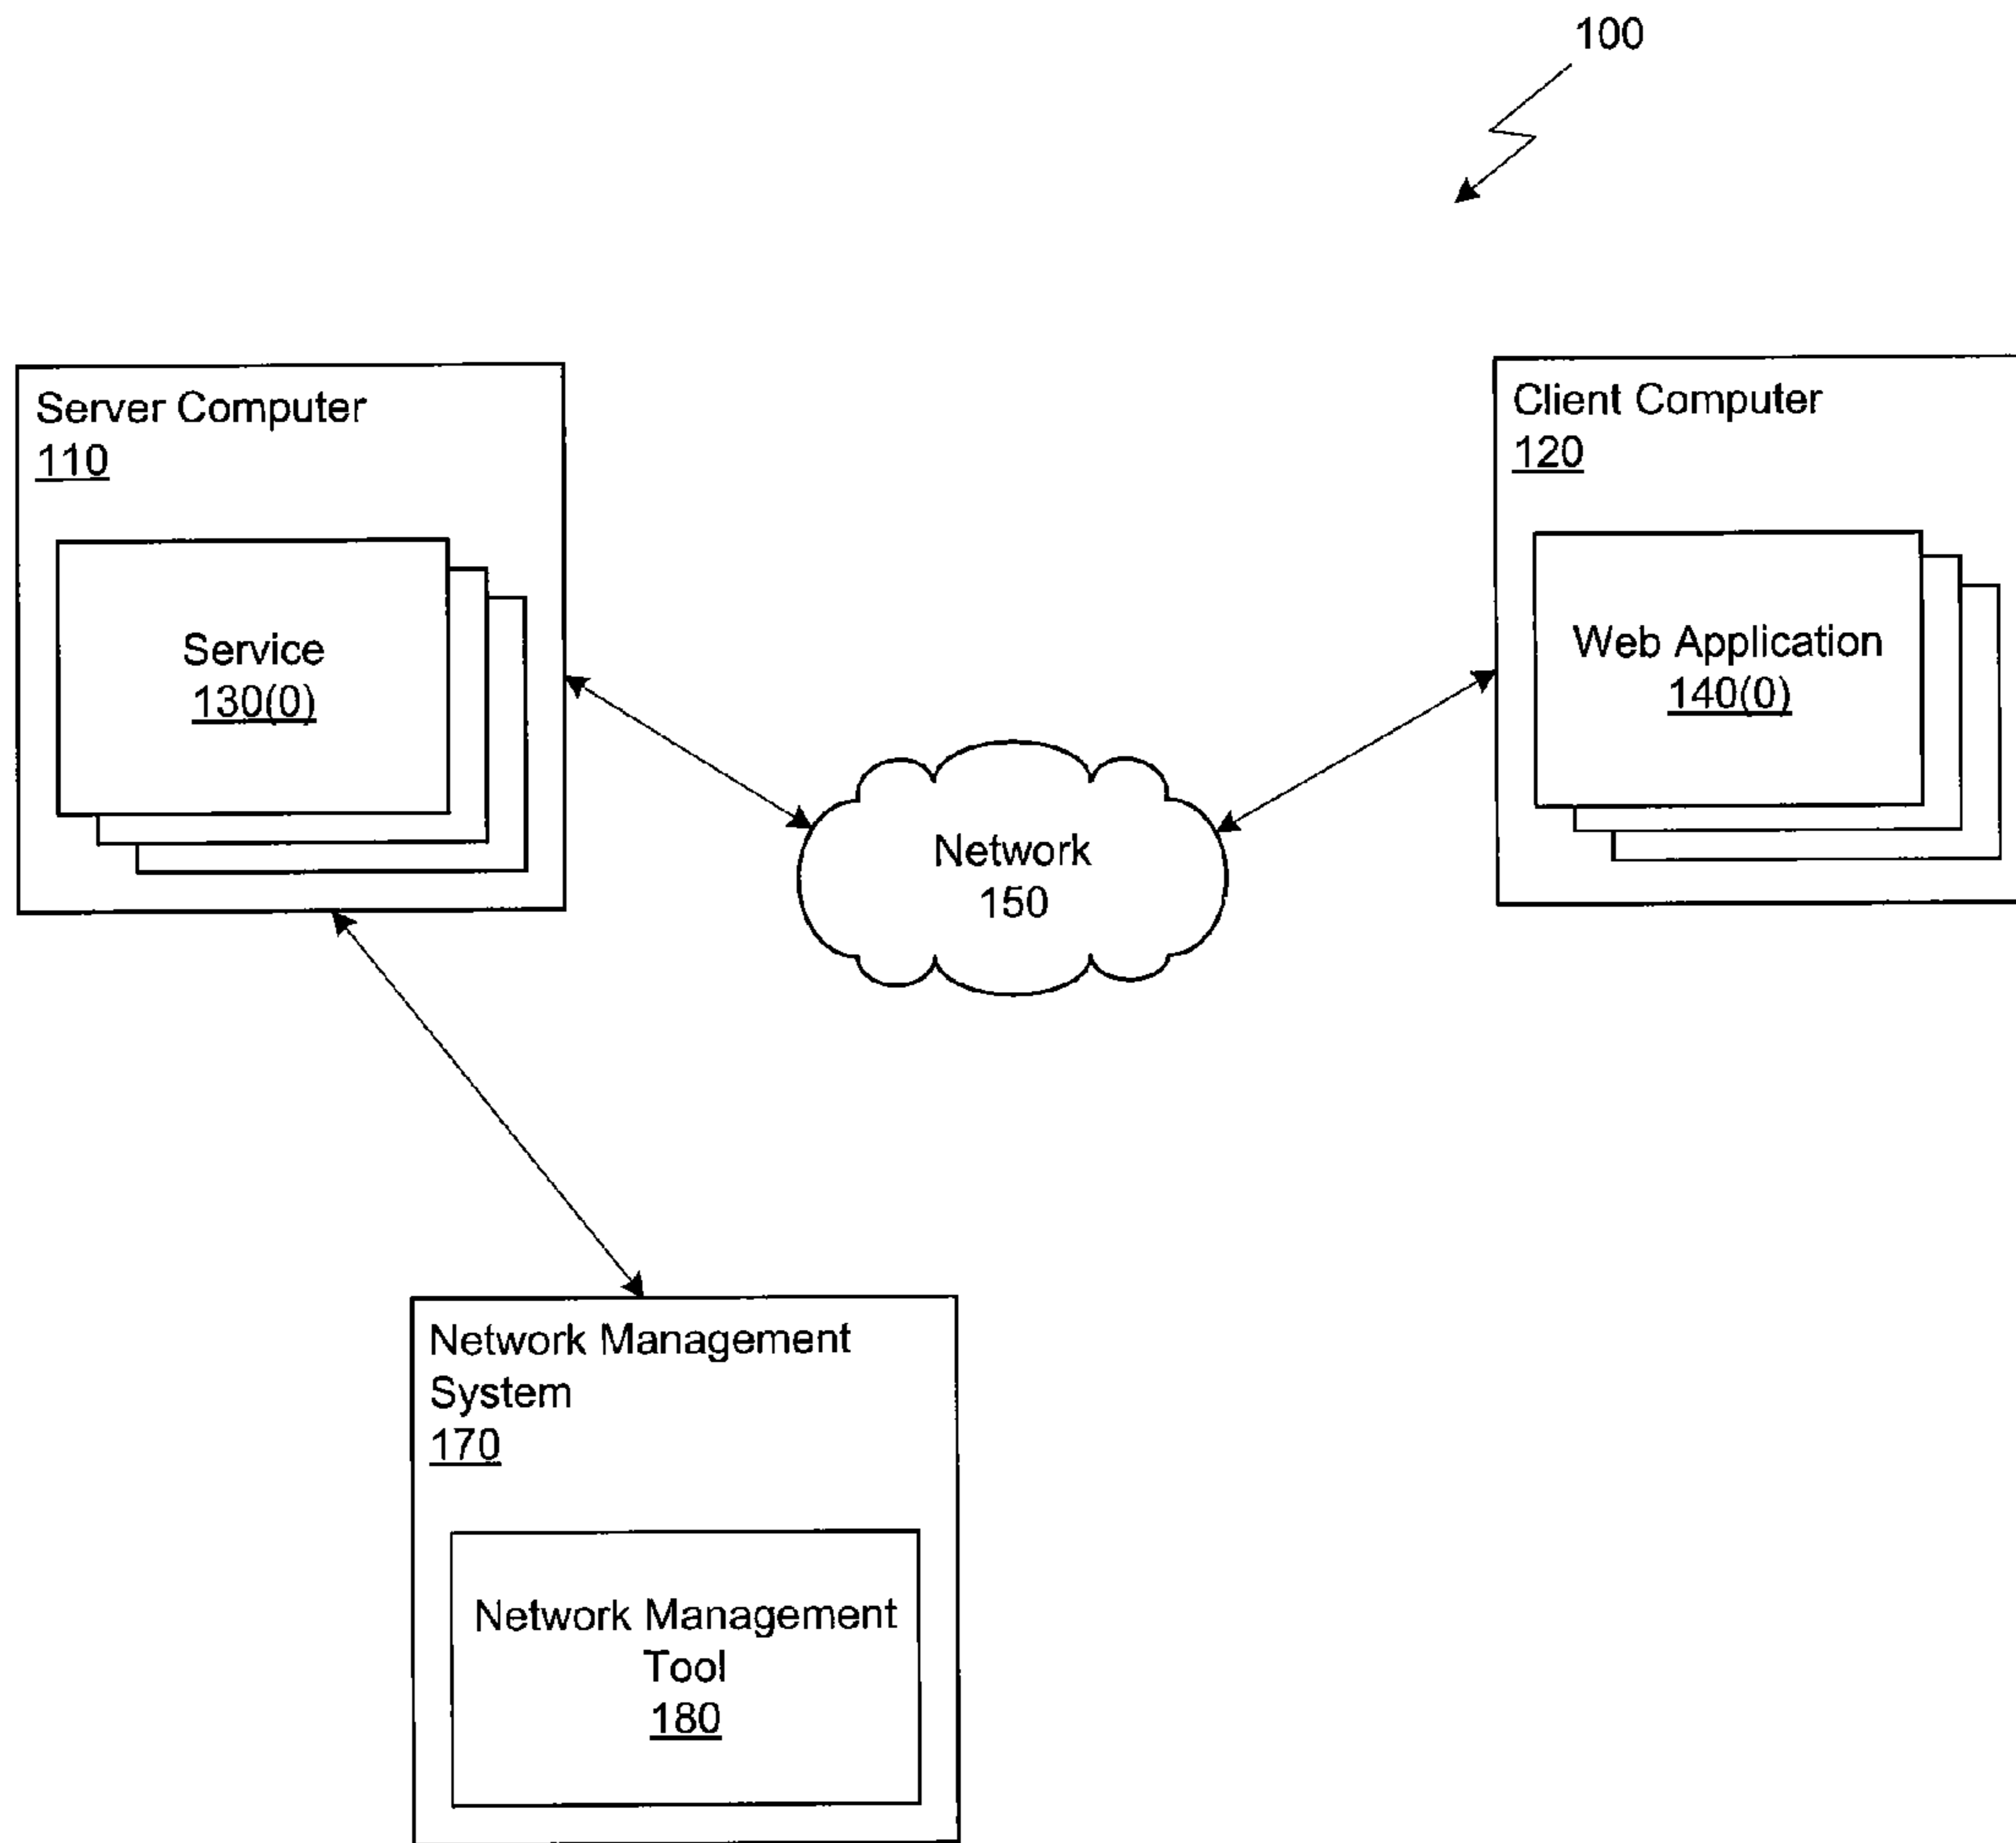 100
Server Computer
110
Service
130(0)
Client Computer
120
Web Application
140(0)
Network
150
Network Management
System
170
Network Management
Tool
180